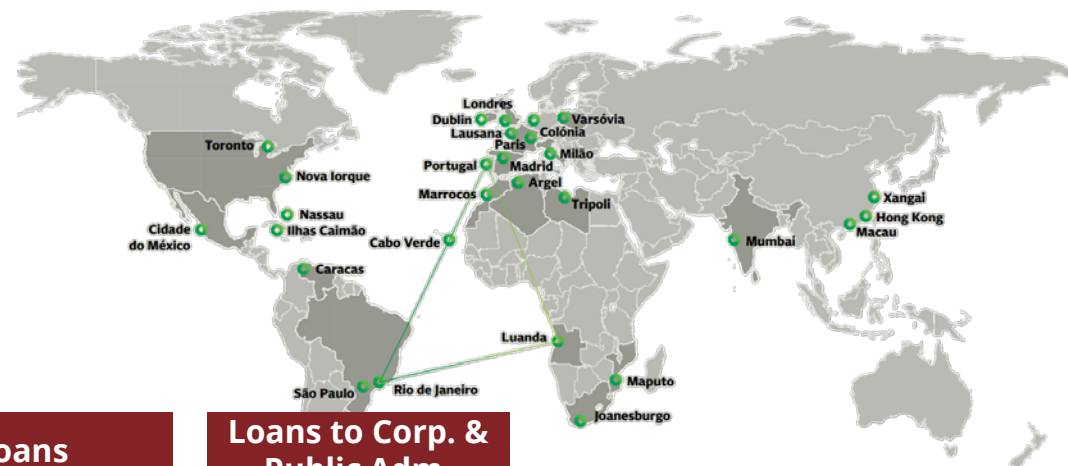 Londres
Dublin
Varsóvia
Lausana
Colónia
Paris
Toronto
Milão
Portugal
Madrid
Nova Iorque
Argel
Marrocos
Tripoli
Xangai
Nassau
Hong Kong
Cidade
do México
Ilhas Caimão
Macau
Cabo Verde
Mumbai
Caracas
Luanda
São Paulo
Rio de Janeiro
Maputo
Joanesburgo
Loans to Corp. &
Public Adm.